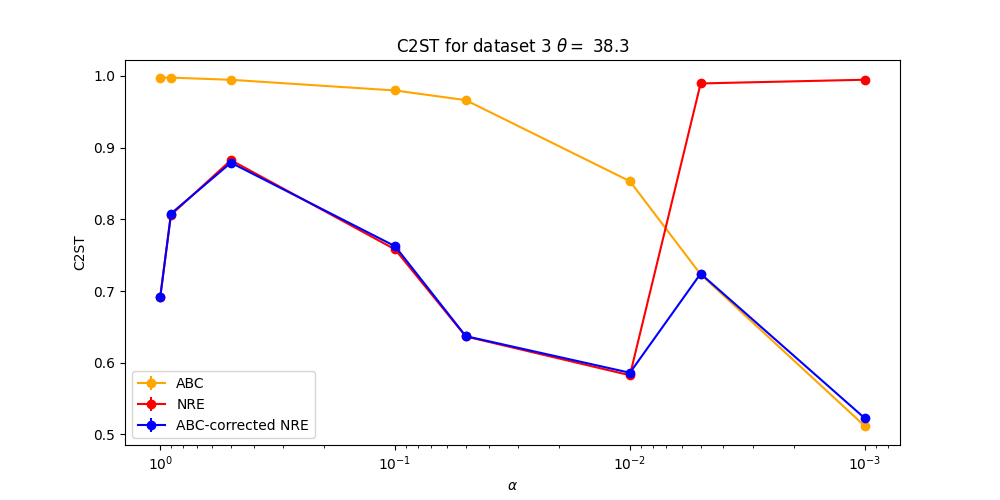 C2ST for dataset 3 θ = 38.3
C2ST
1.0
0.9
0.8
0.7
0.6
0.5
ABC
NRE
ABC-corrected NRE
10⁰ 10⁻¹ 10⁻² 10⁻³
α